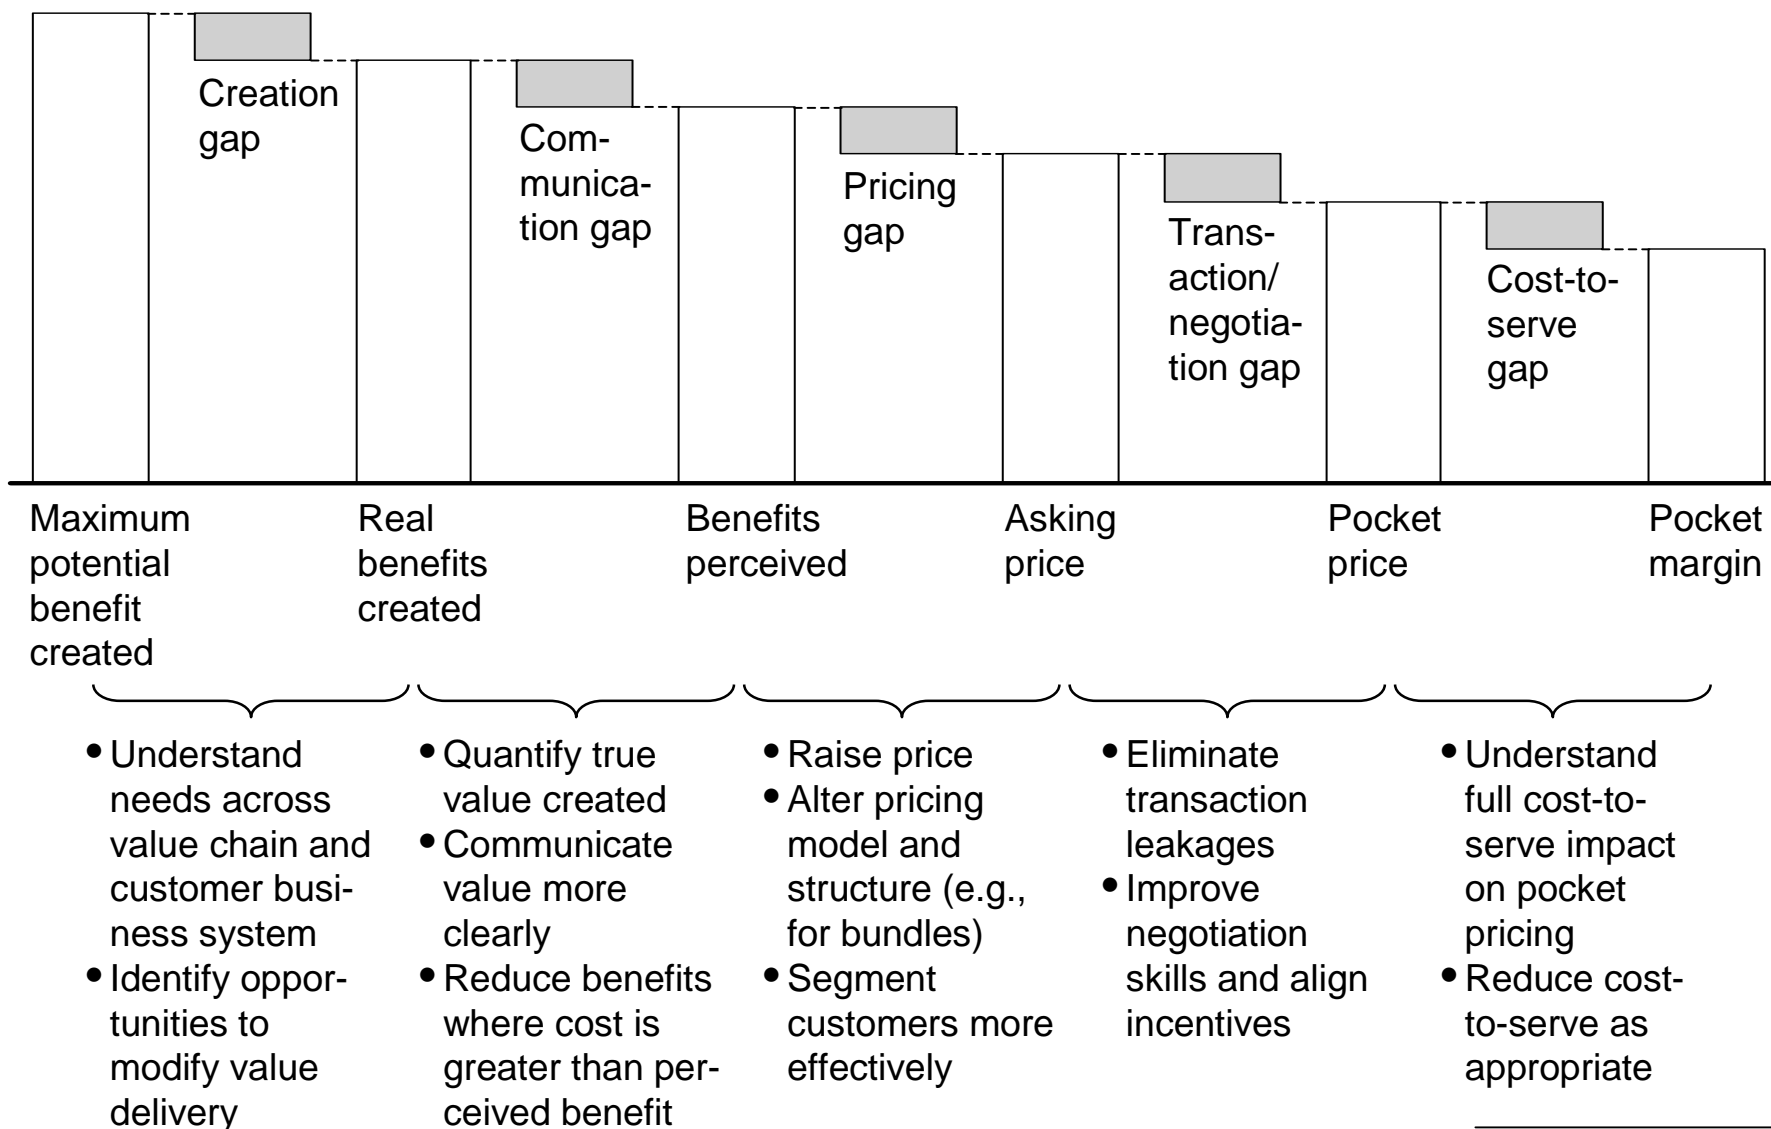 Creation
gap
Com-
munica-
tion gap
Pricing
gap
Trans-
action/
negotia-
tion gap
Cost-to-
serve
gap
Maximum
potential
benefit
created
Real
benefits
created
Benefits
perceived
Asking
price
Pocket
price
Pocket
margin
• Understand
needs across
value chain and
customer busi-
ness system
• Identify oppor-
tunities to
modify value
delivery
• Quantify true
value created
• Communicate
value more
clearly
• Reduce benefits
where cost is
greater than per-
ceived benefit
• Raise price
• Alter pricing
model and
structure (e.g.,
for bundles)
• Segment
customers more
effectively
• Eliminate
transaction
leakages
• Improve
negotiation
skills and align
incentives
• Understand
full cost-to-
serve impact
on pocket
pricing
• Reduce cost-
to-serve as
appropriate